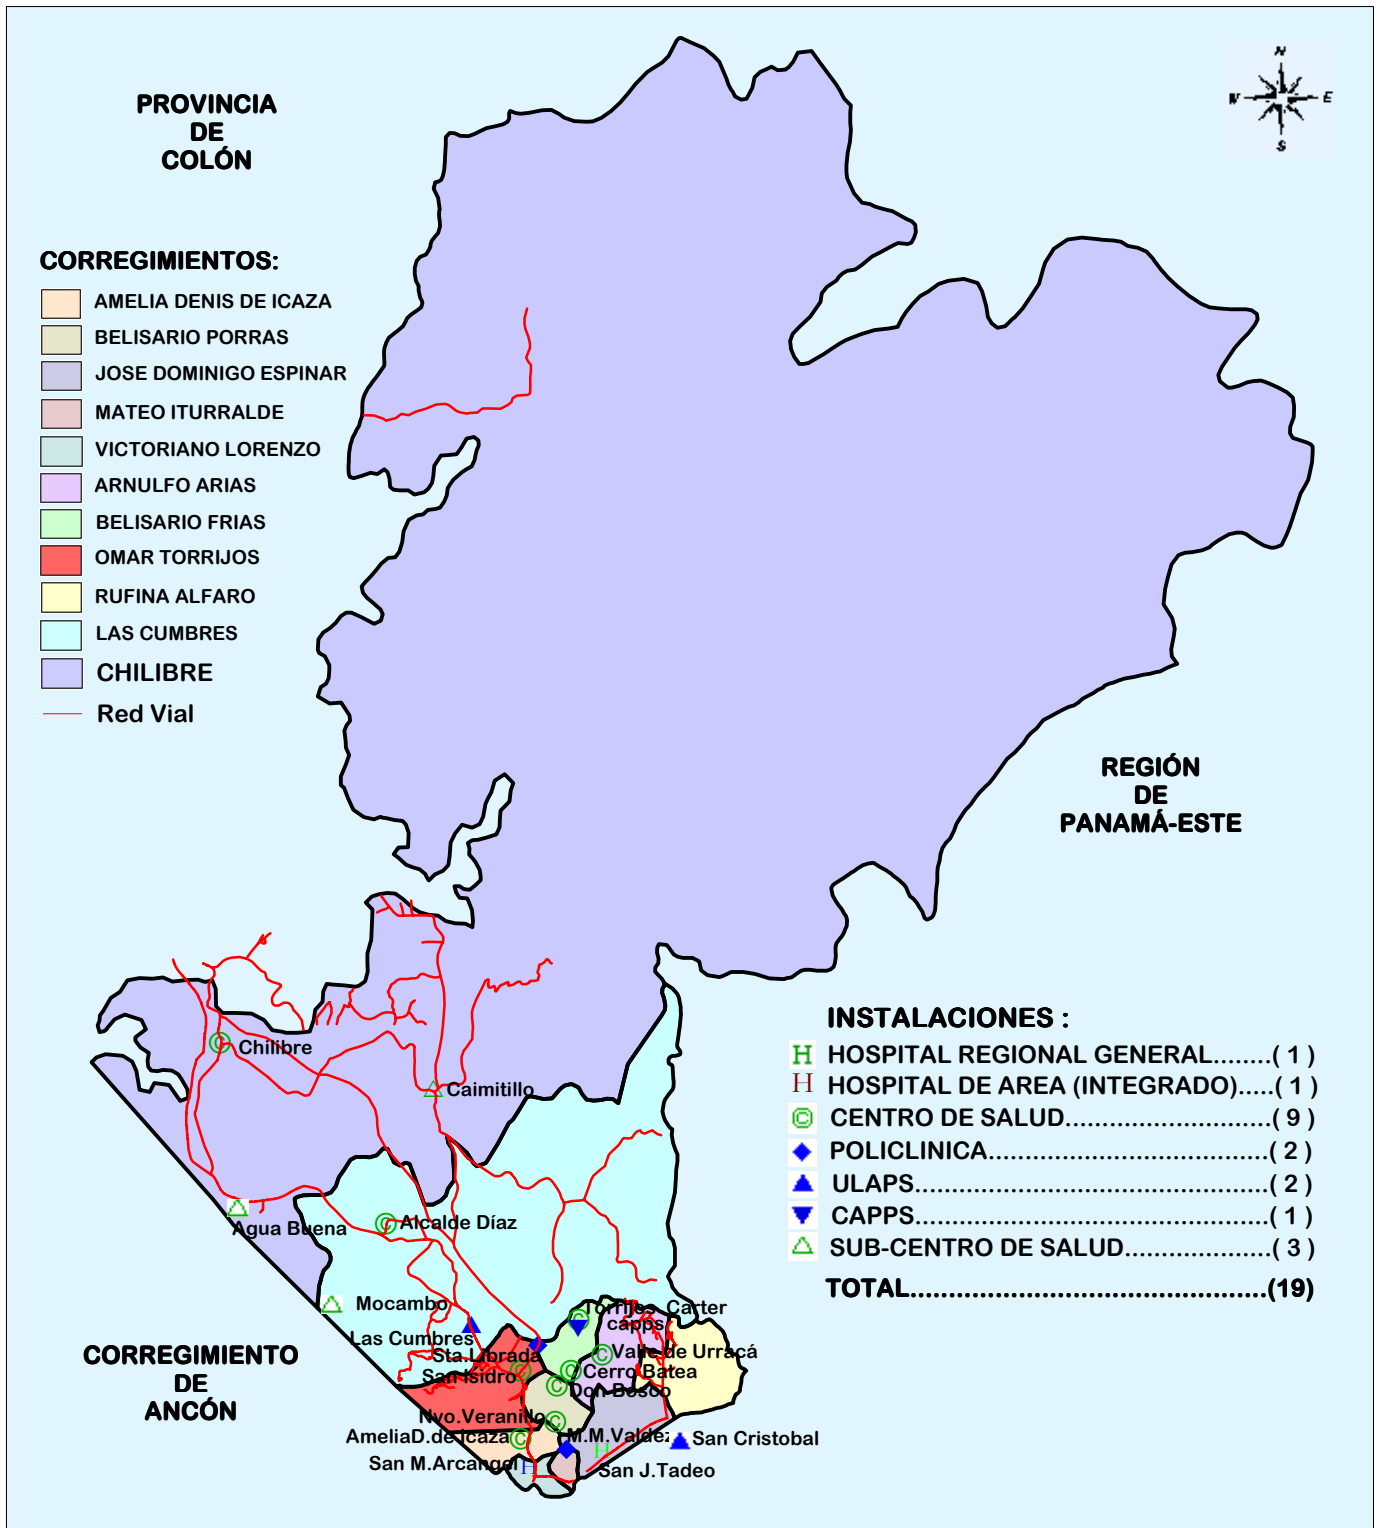 PROVINCIA
DE
COLÓN
N
W E
S
CORREGIMIENTOS:
AMELIA DENIS DE ICAZA
BELISARIO PORRAS
JOSE DOMINIGO ESPINAR
MATEO ITURRALDE
VICTORIANO LORENZO
ARNULFO ARIAS
BELISARIO FRIAS
OMAR TORRIJOS
RUFINA ALFARO
LAS CUMBRES
CHILIBRE
Red Vial
REGIÓN
DE
PANAMÁ-ESTE
INSTALACIONES :
H HOSPITAL REGIONAL GENERAL........( 1 )
H HOSPITAL DE AREA (INTEGRADO).....( 1 )
© CENTRO DE SALUD.............................( 9 )
POLICLINICA.......................................( 2 )
ULAPS.................................................( 2 )
CAPPS.................................................( 1 )
SUB-CENTRO DE SALUD....................( 3 )
TOTAL.................................................(19)
© Chilibre
Caimitillo
Agua Buena
© Alcalde Díaz
Mocambo
Las Cumbres
© Torrijos Carter
capps
Sta.Librada
© Valle de Urracá
San Isidro ©
© Cerro Batea
© Don Bosco
Nvo.Veranillo ©
AmeliaD.de Icaza ©
M.M.Valdez
San Cristobal
H
San M.Arcangel H
San J.Tadeo
CORREGIMIENTO
DE
ANCÓN